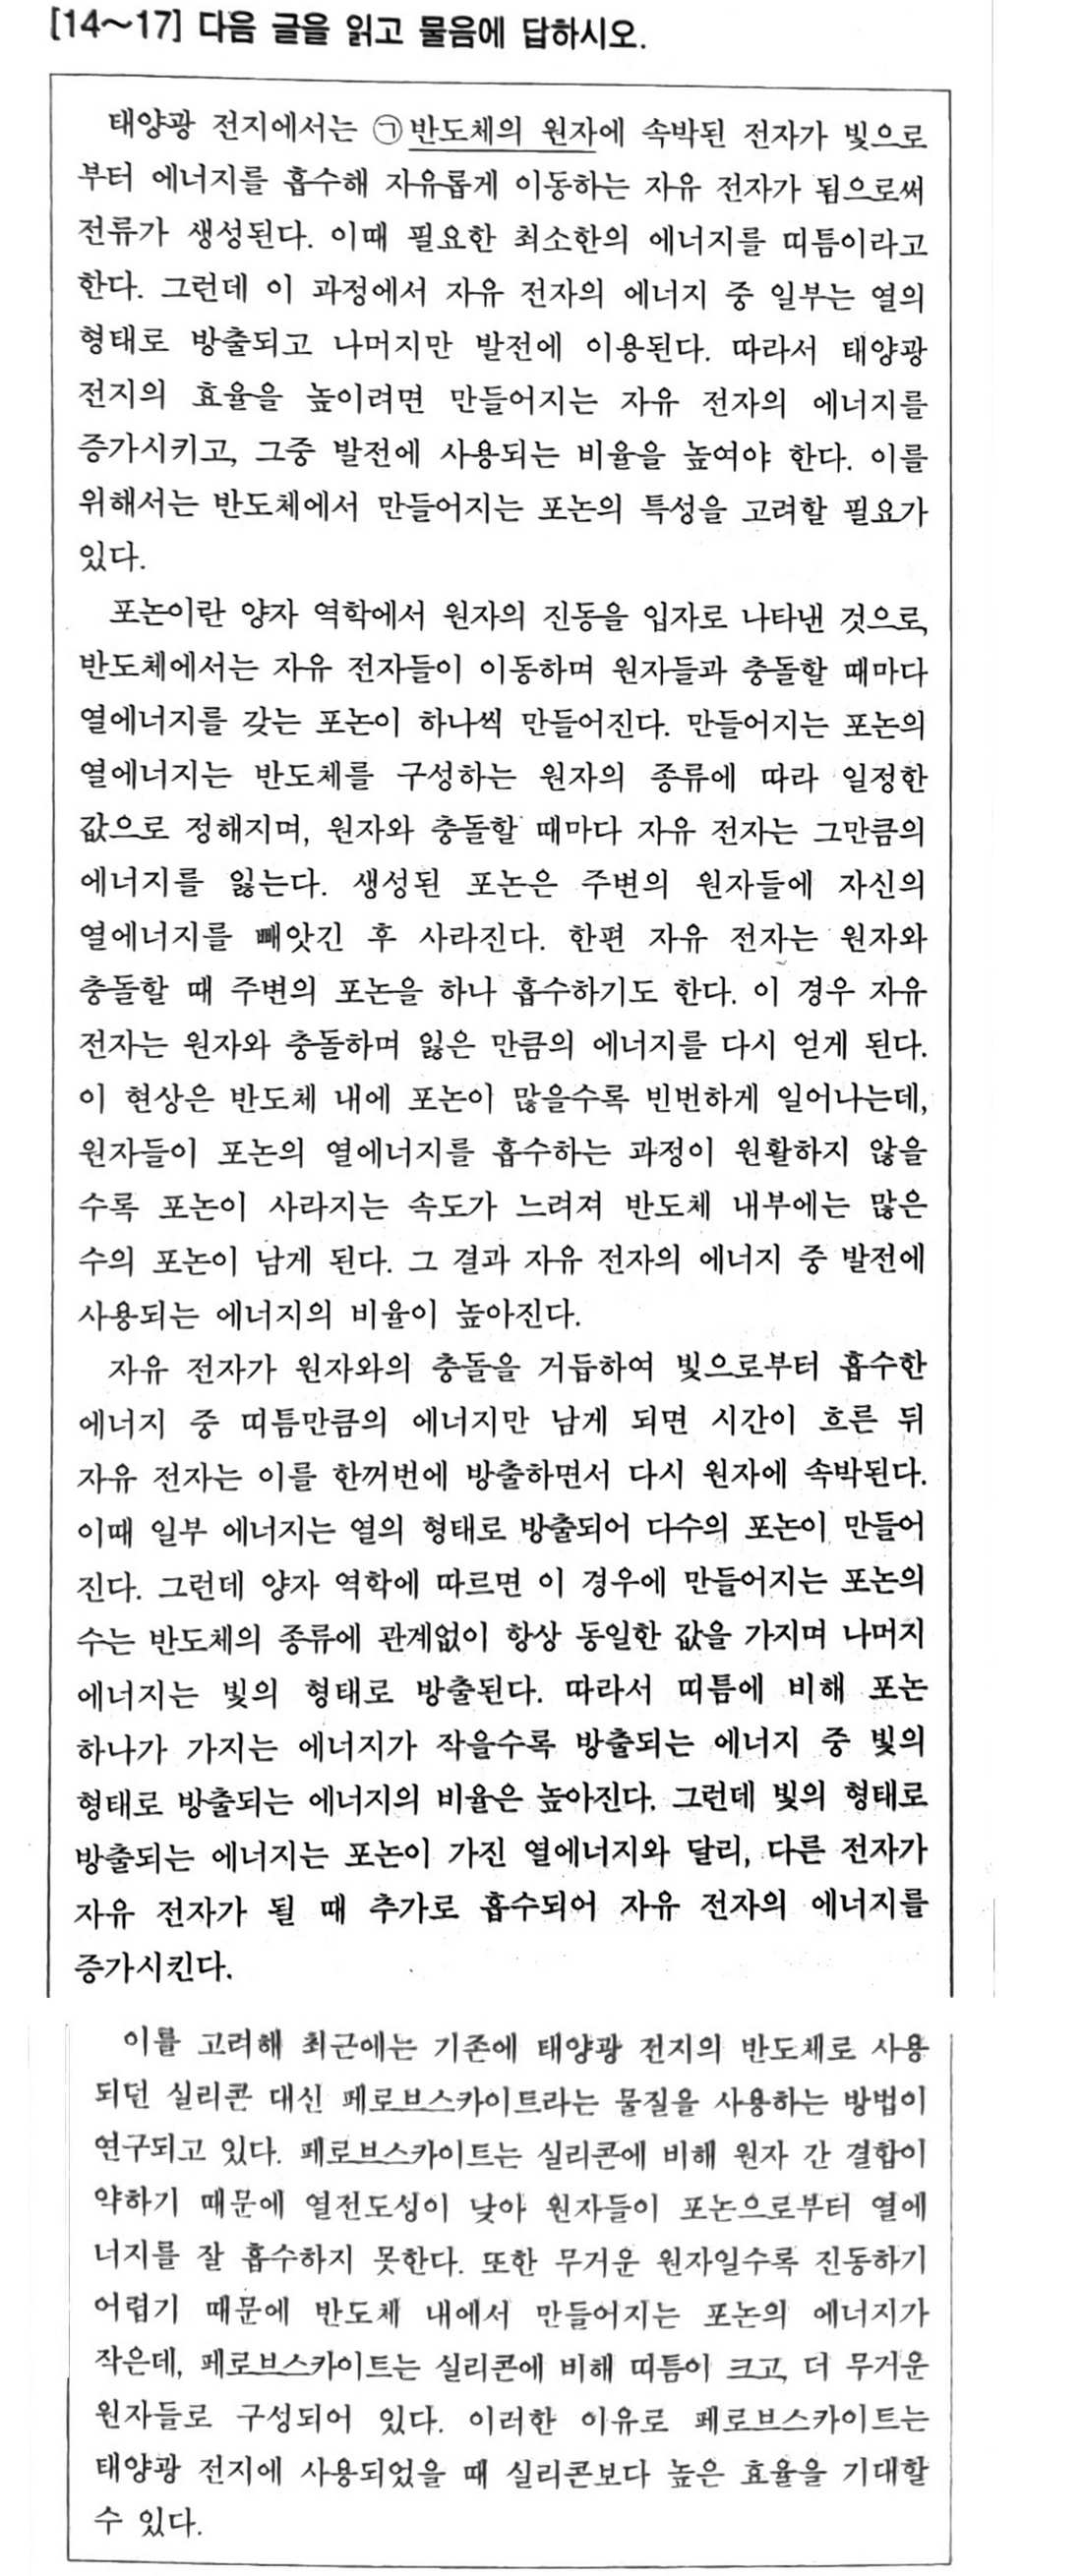 [14～17] 다음 글을 읽고 물음에 답하시오.
태양광 전지에서는 ㉠반도체의 원자에 속박된 전자가 빛으로
부터 에너지를 흡수해 자유롭게 이동하는 자유 전자가 됨으로써
전류가 생성된다. 이때 필요한 최소한의 에너지를 띠틈이라고
한다. 그런데 이 과정에서 자유 전자의 에너지 중 일부는 열의
형태로 방출되고 나머지만 발전에 이용된다. 따라서 태양광
전지의 효율을 높이려면 만들어지는 자유 전자의 에너지를
증가시키고, 그중 발전에 사용되는 비율을 높여야 한다. 이를
위해서는 반도체에서 만들어지는 포논의 특성을 고려할 필요가
있다.
포논이란 양자 역학에서 원자의 진동을 입자로 나타낸 것으로,
반도체에서는 자유 전자들이 이동하며 원자들과 충돌할 때마다
열에너지를 갖는 포논이 하나씩 만들어진다. 만들어지는 포논의
열에너지는 반도체를 구성하는 원자의 종류에 따라 일정한
값으로 정해지며, 원자와 충돌할 때마다 자유 전자는 그만큼의
에너지를 잃는다. 생성된 포논은 주변의 원자들에 자신의
열에너지를 빼앗긴 후 사라진다. 한편 자유 전자는 원자와
충돌할 때 주변의 포논을 하나 흡수하기도 한다. 이 경우 자유
전자는 원자와 충돌하며 잃은 만큼의 에너지를 다시 얻게 된다.
이 현상은 반도체 내에 포논이 많을수록 빈번하게 일어나는데,
원자들이 포논의 열에너지를 흡수하는 과정이 원활하지 않을
수록 포논이 사라지는 속도가 느려져 반도체 내부에는 많은
수의 포논이 남게 된다. 그 결과 자유 전자의 에너지 중 발전에
사용되는 에너지의 비율이 높아진다.
자유 전자가 원자와의 충돌을 거듭하여 빛으로부터 흡수한
에너지 중 띠틈만큼의 에너지만 남게 되면 시간이 흐른 뒤
자유 전자는 이를 한꺼번에 방출하면서 다시 원자에 속박된다.
이때 일부 에너지는 열의 형태로 방출되어 다수의 포논이 만들어
진다. 그런데 양자 역학에 따르면 이 경우에 만들어지는 포논의
수는 반도체의 종류에 관계없이 항상 동일한 값을 가지며 나머지
에너지는 빛의 형태로 방출된다. 따라서 띠틈에 비해 포논
하나가 가지는 에너지가 작을수록 방출되는 에너지 중 빛의
형태로 방출되는 에너지의 비율은 높아진다. 그런데 빛의 형태로
방출되는 에너지는 포논이 가진 열에너지와 달리, 다른 전자가
자유 전자가 될 때 추가로 흡수되어 자유 전자의 에너지를
증가시킨다.
이를 고려해 최근에는 기존에 태양광 전지의 반도체로 사용
되던 실리콘 대신 페로브스카이트라는 물질을 사용하는 방법이
연구되고 있다. 페로브스카이트는 실리콘에 비해 원자 간 결합이
약하기 때문에 열전도성이 낮아 원자들이 포논으로부터 열에
너지를 잘 흡수하지 못한다. 또한 무거운 원자일수록 진동하기
어렵기 때문에 반도체 내에서 만들어지는 포논의 에너지가
작은데, 페로브스카이트는 실리콘에 비해 띠틈이 크고, 더 무거운
원자들로 구성되어 있다. 이러한 이유로 페로브스카이트는
태양광 전지에 사용되었을 때 실리콘보다 높은 효율을 기대할
수 있다.